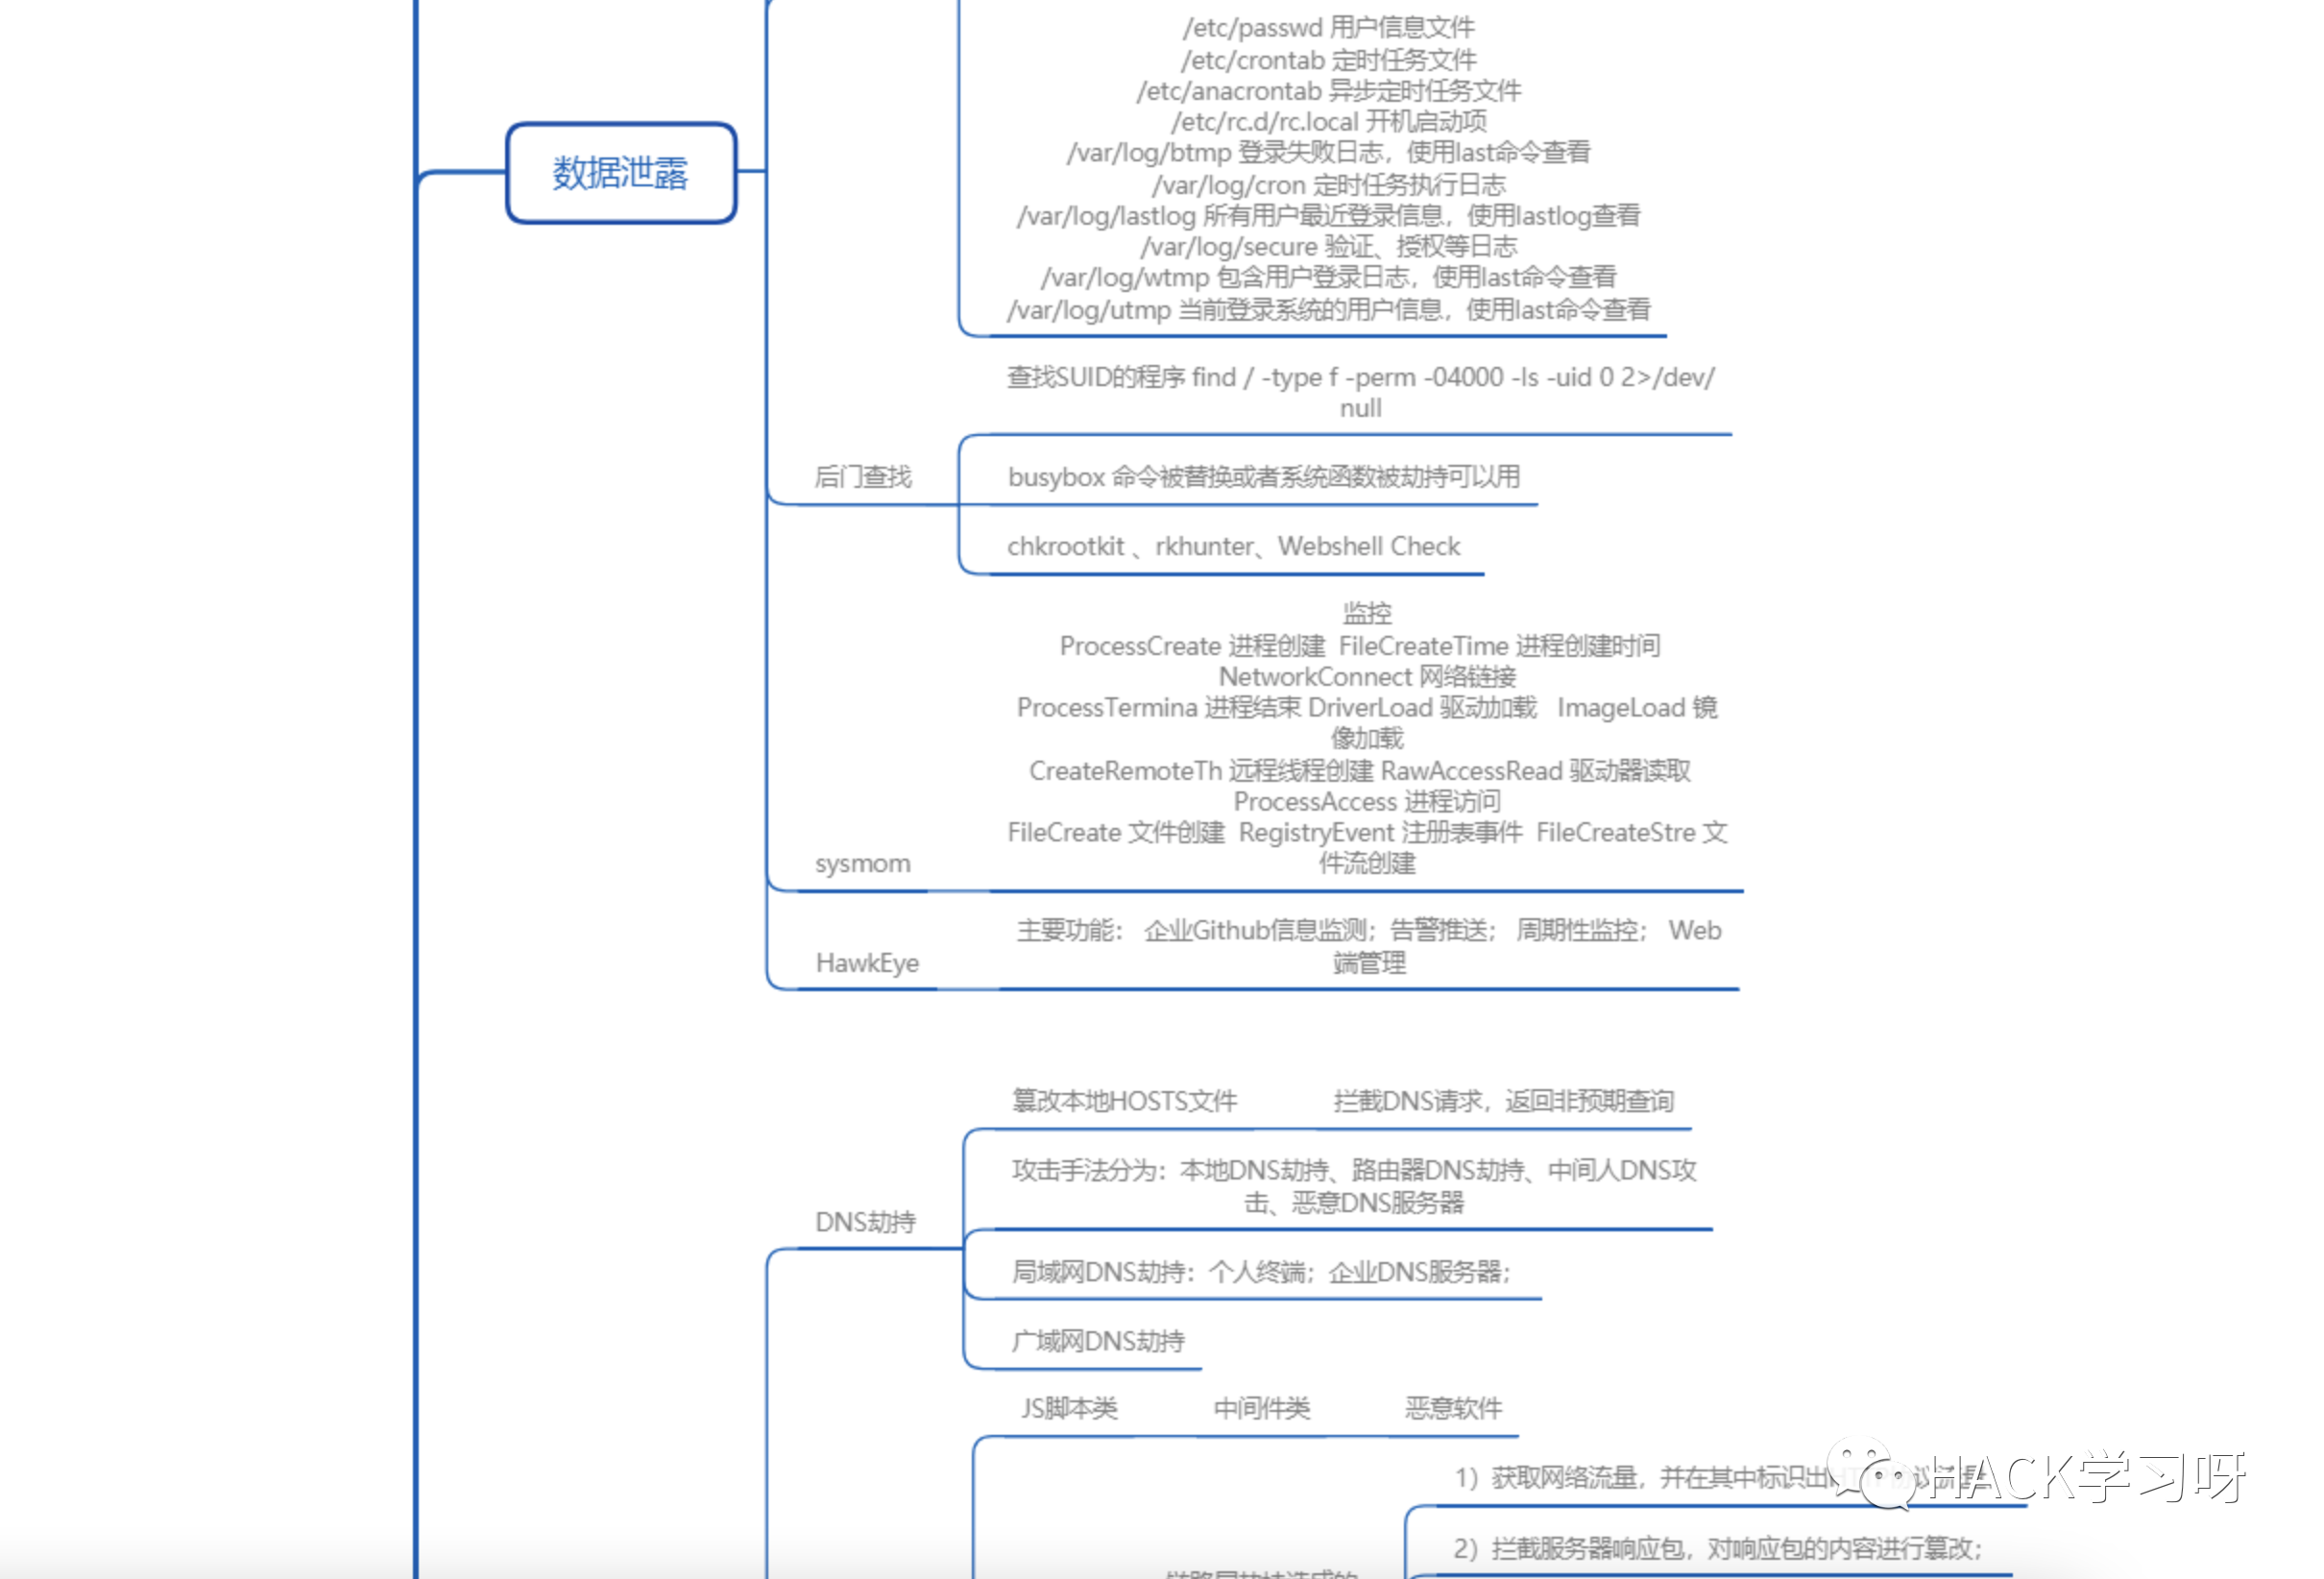 /etc/passwd 用户信息文件
/etc/crontab 定时任务文件
/etc/anacrontab 异步定时任务文件
/etc/rc.d/rc.local 开机启动项
/var/log/btmp 登录失败日志，使用last命令查看
/var/log/cron 定时任务执行日志
/var/log/lastlog 所有用户最近登录信息，使用lastlog查看
/var/log/secure 验证、授权等日志
/var/log/wtmp 包含用户登录日志，使用last命令查看
/var/log/utmp 当前登录系统的用户信息，使用last命令查看
数据泄露
查找SUID的程序 find / -type f -perm -04000 -ls -uid 0 2>/dev/
null
后门查找
busybox 命令被替换或者系统函数被劫持可以用
chkrootkit 、rkhunter、Webshell Check
监控
ProcessCreate 进程创建 FileCreateTime 进程创建时间
NetworkConnect 网络链接
ProcessTermina 进程结束 DriverLoad 驱动加载 ImageLoad 镜
像加载
CreateRemoteTh 远程线程创建 RawAccessRead 驱动器读取
ProcessAccess 进程访问
FileCreate 文件创建 RegistryEvent 注册表事件 FileCreateStre 文
件流创建
sysmom
主要功能： 企业Github信息监测；告警推送； 周期性监控； Web
端管理
HawkEye
篡改本地HOSTS文件
拦截DNS请求，返回非预期查询
攻击手法分为：本地DNS劫持、路由器DNS劫持、中间人DNS攻
击、恶意DNS服务器
DNS劫持
局域网DNS劫持：个人终端；企业DNS服务器；
广域网DNS劫持
JS脚本类
中间件类
恶意软件
1）获取网络流量，并在其中标识出
HACK学习呀
2）拦截服务器响应包，对响应包的内容进行篡改；